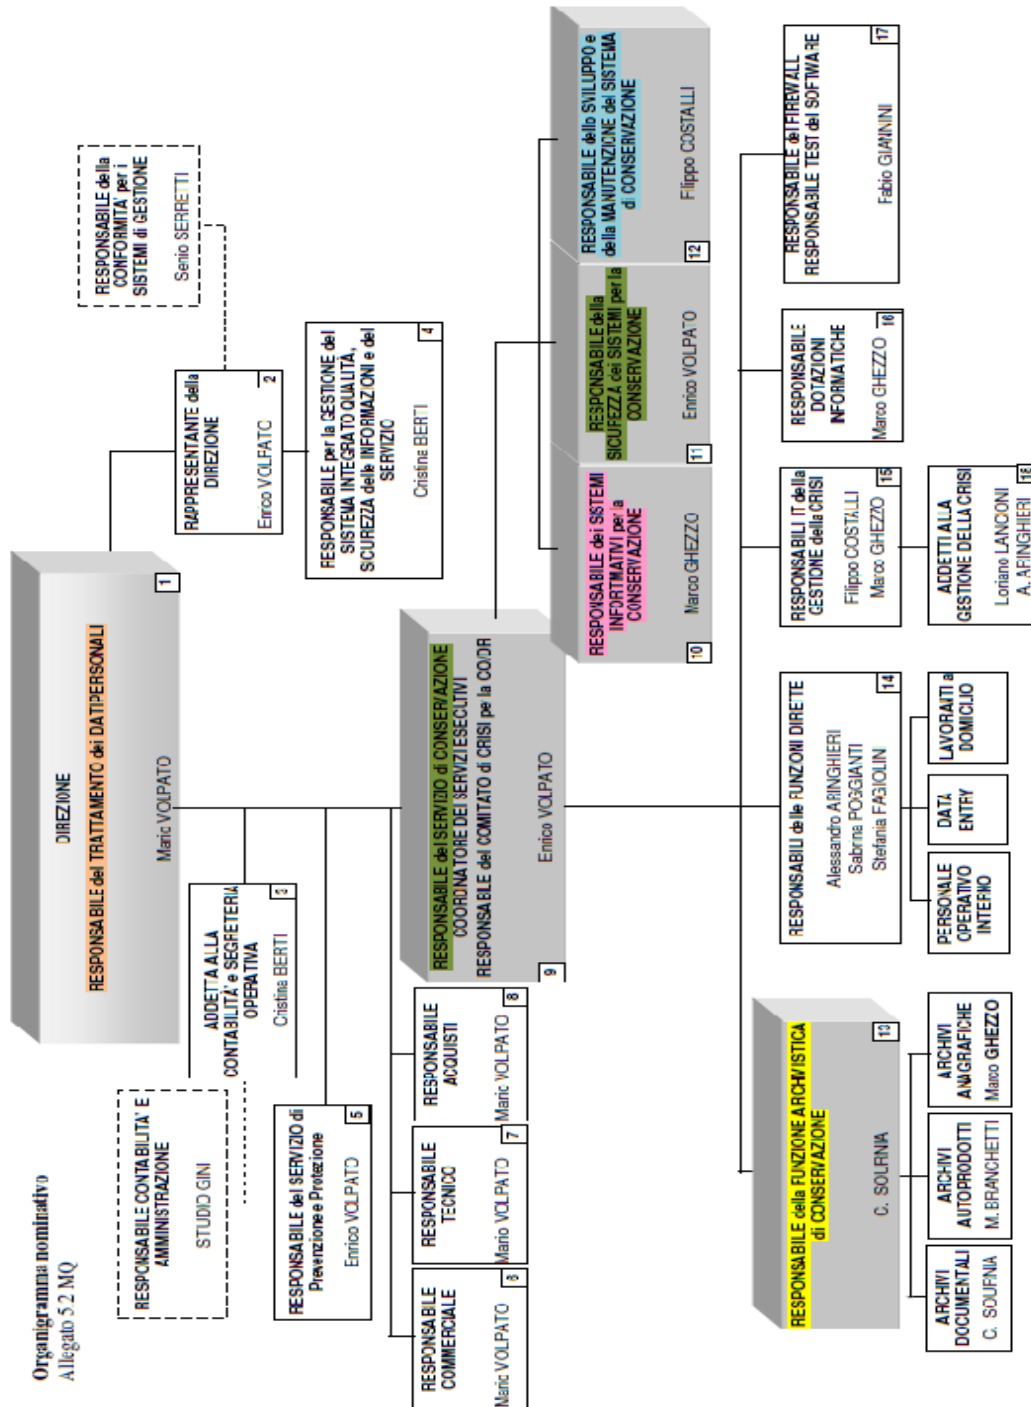 Organigramma nominativo
Allegato 5.2 MQ
DIREZIONE
RESPONSABILE del TRATTAMENTO dei DATI PERSONALI
Mario VOLPATO
1
RESPONSABILE della
CONFORMITA' per i
SISTEMI di GESTIONE
Senio SERRETTI
RAPPRESENTANTE della
DIREZIONE
Enrico VOLPATO
2
RESPONSABILE per la GESTIONE del
SISTEMA INTEGRATO QUALITÀ,
SICUREZZA delle INFORMAZIONI e del
SERVIZIO
Cristina BERTI
4
RESPONSABILE CONTABILITA' E
AMMINISTRAZIONE
STUDIO GINI
ADDETTA ALLA
CONTABILITA' e SEGRETERIA
OPERATIVA
Cristina BERTI
3
RESPONSABILE del SERVIZIO di
Prevenzione e Protezione
Enrico VOLPATO
5
RESPONSABILE
COMMERCIALE
Mario VOLPATO
6
RESPONSABILE
TECNICO
Mario VOLPATO
7
RESPONSABILE
ACQUISTI
Mario VOLPATO
8
RESPONSABILE del SERVIZIO di CONSERVAZIONE
COORDINATORE DEI SERVIZI ESECUTIVI
RESPONSABILE del COMITATO di CRISI per la CO/DR
Enrico VOLPATO
9
RESPONSABILE dei SISTEMI
INFORTMATIVI per la
CONSERVAZIONE
Marco GHEZZO
10
RESPONSABILE della
SICUREZZA dei SISTEMI per la
CONSERVAZIONE
Enrico VOLPATO
11
RESPONSABILE dello SVILUPPO e
della MANUTENZIONE del SISTEMA
di CONSERVAZIONE
Filippo COSTALLI
12
RESPONSABILE della FUNZIONE ARCHIVISTICA
di CONSERVAZIONE
C. SOUFNIA
13
ARCHIVI
DOCUMENTALI
C. SOUFNIA
ARCHIVI
AUTOPRODOTTI
M. BRANCHETTI
ARCHIVI
ANAGRAFICHE
Marco GHEZZO
RESPONSABILI delle FUNZIONI DIRETTE
Alessandro ARINGHIERI
Sabrina POGGIANTI
Stefania FAGIOLINI
14
PERSONALE
OPERATIVO
INTERNO
DATA
ENTRY
LAVORANTI a
DOMICILIO
RESPONSABILI IT della
GESTIONE della CRISI
Filippo COSTALLI
Marco GHEZZO
15
ADDETTI ALLA
GESTIONE DELLA CRISI
Loriano LANCIONI
A. ARINGHIERI
18
RESPONSABILE
DOTAZIONI
INFORMATICHE
Marco GHEZZO
16
RESPONSABILE del FIREWALL
RESPONSABILE TEST del SOFTWARE
Fabio GIANNINI
17